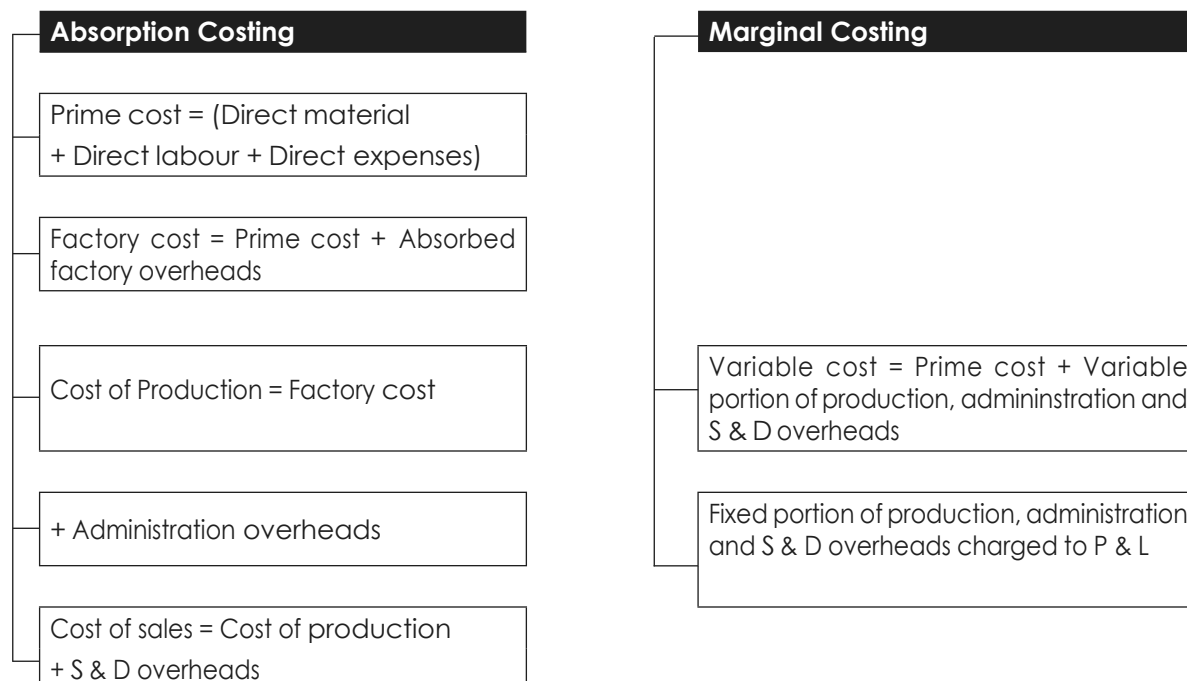 Absorption Costing
Prime cost = (Direct material
+ Direct labour + Direct expenses)
Factory cost = Prime cost + Absorbed
factory overheads
Cost of Production = Factory cost
+ Administration overheads
Cost of sales = Cost of production
+ S & D overheads
Marginal Costing
Variable cost = Prime cost + Variable
portion of production, admininstration and
S & D overheads
Fixed portion of production, administration
and S & D overheads charged to P & L